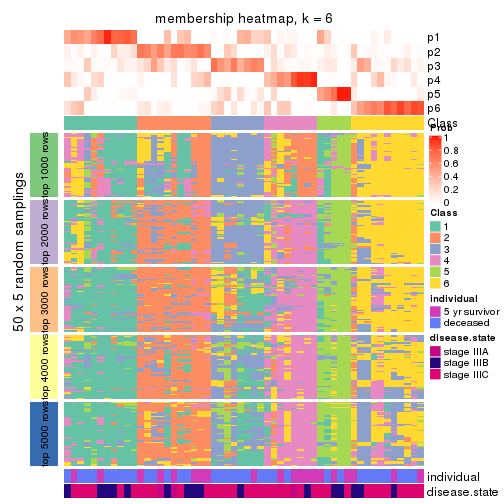 membership heatmap, k = 6
p1
p2
p3
p4
p5
p6
Class
50 x 5 random samplings
top 1000 rows
top 2000 rows
top 3000 rows
top 4000 rows
top 5000 rows
Prob
1
0.8
0.6
0.4
0.2
0
Class
1
2
3
4
5
6
individual
5 yr survivor
deceased
disease.state
stage IIIA
stage IIIB
stage IIIC
individual
disease.state